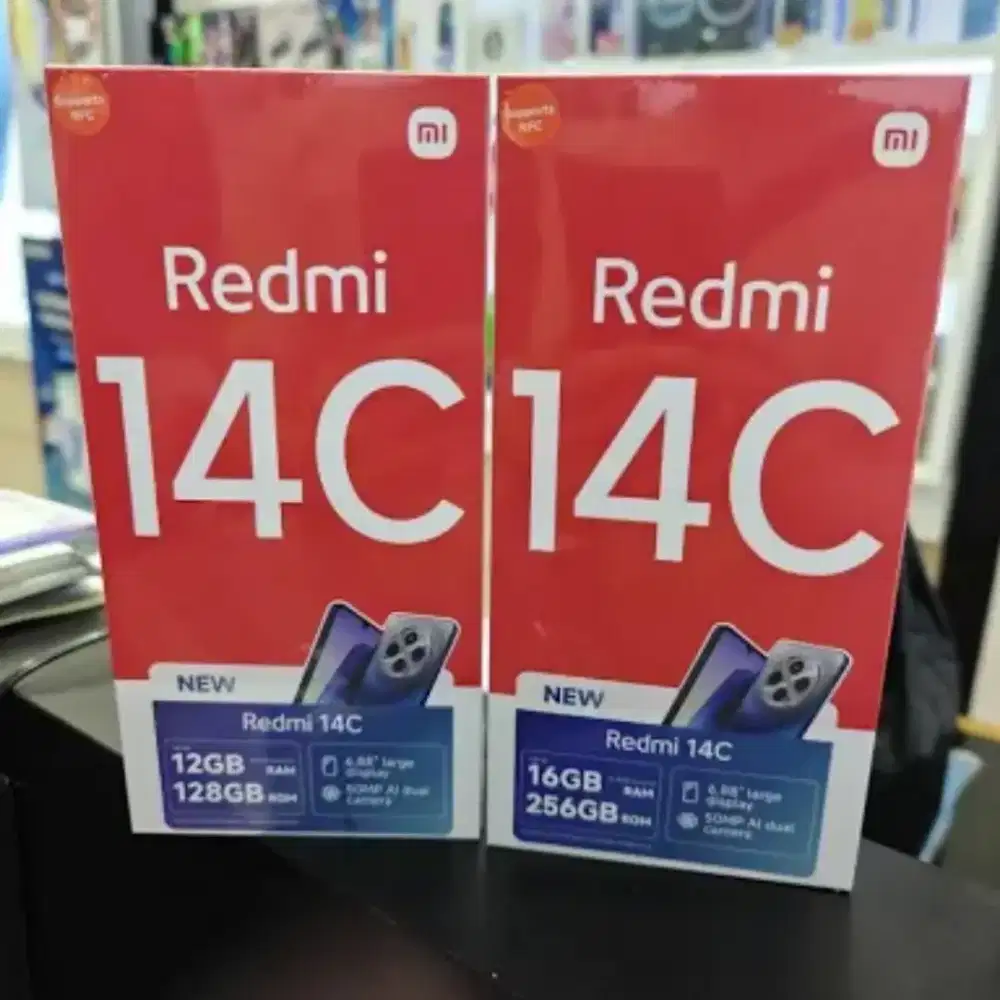 Supports
NFC
mi
Redmi
14C
NEW
Redmi 14C
12GB RAM
128GB ROM
6.88" large
display
50MP AI dual
camera
Supports
NFC
mi
Redmi
14C
NEW
Redmi 14C
16GB RAM
256GB ROM
6.88" large
display
50MP AI dual
camera